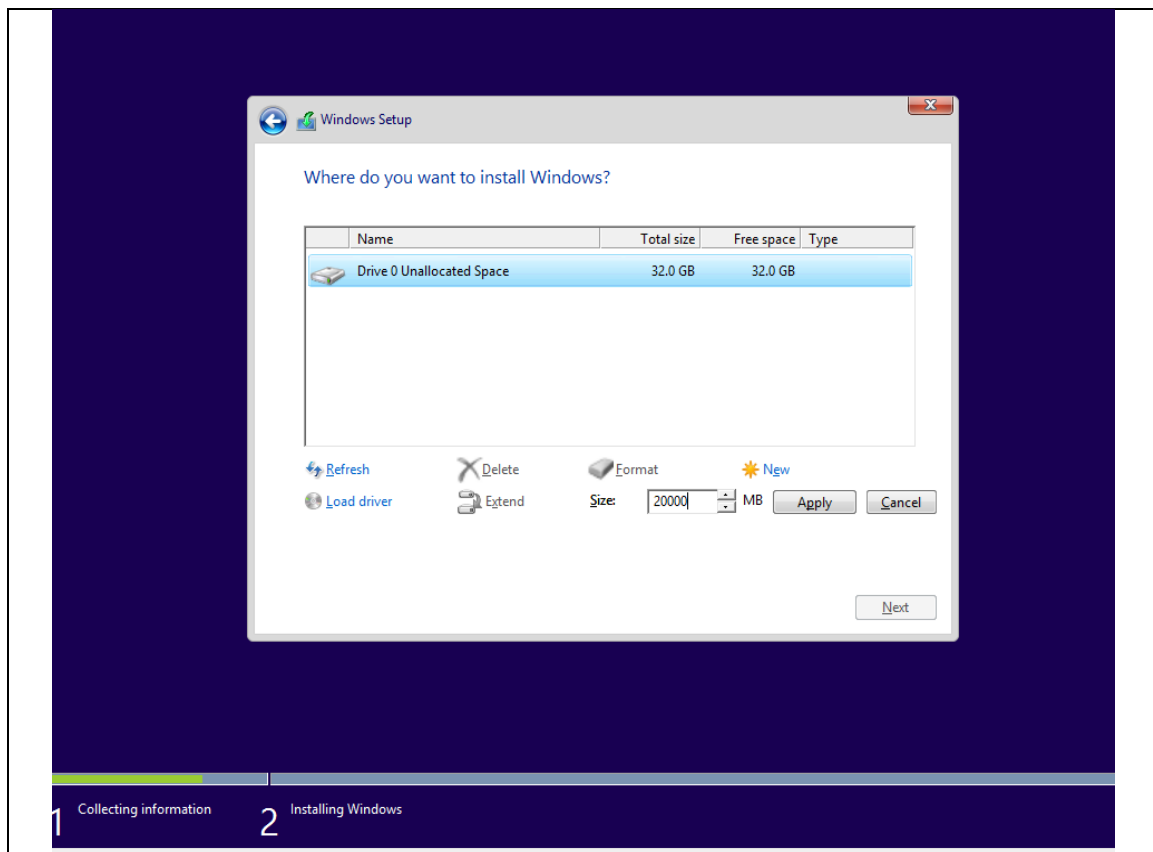 Windows Setup
Where do you want to install Windows?
Name Total size Free space Type
Drive 0 Unallocated Space 32.0 GB 32.0 GB
Refresh Delete Format New
Load driver Extend Size: 20000 MB Apply Cancel
Next
1 Collecting information 2 Installing Windows